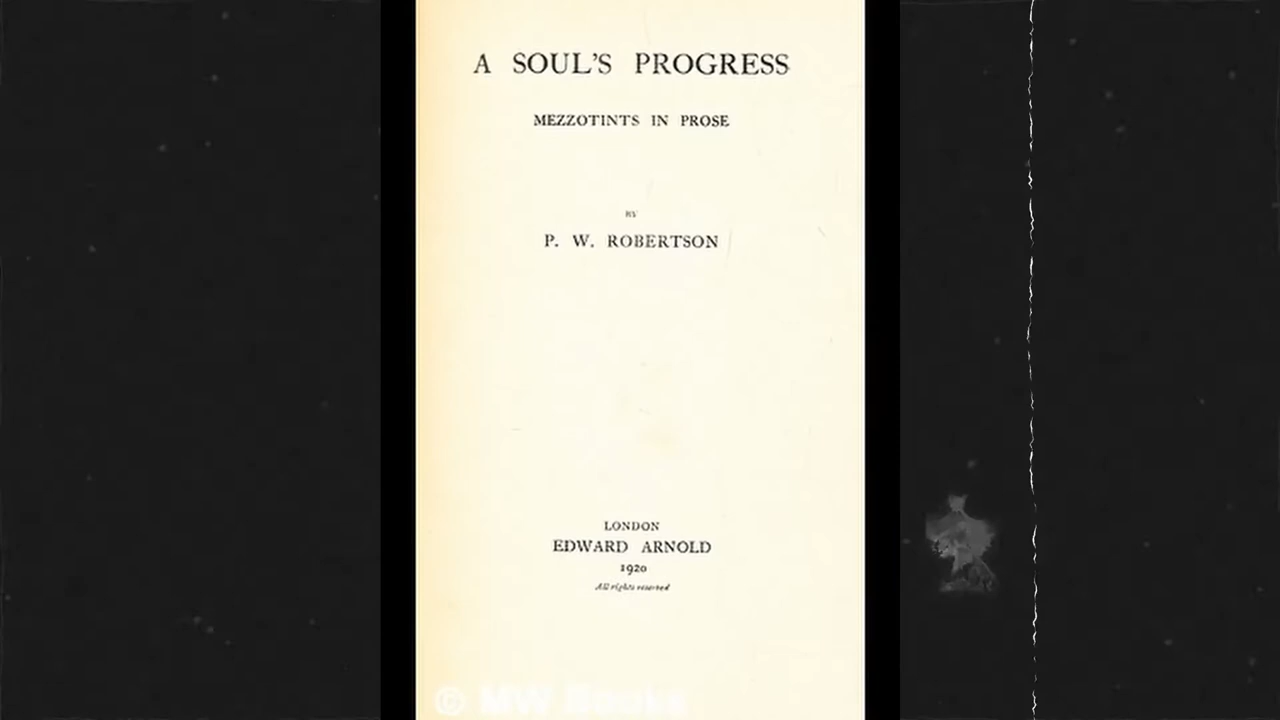 A SOUL'S PROGRESS
MEZZOTINTS IN PROSE
BY
P. W. ROBERTSON
LONDON
EDWARD ARNOLD
1920
All rights reserved
© MW Books